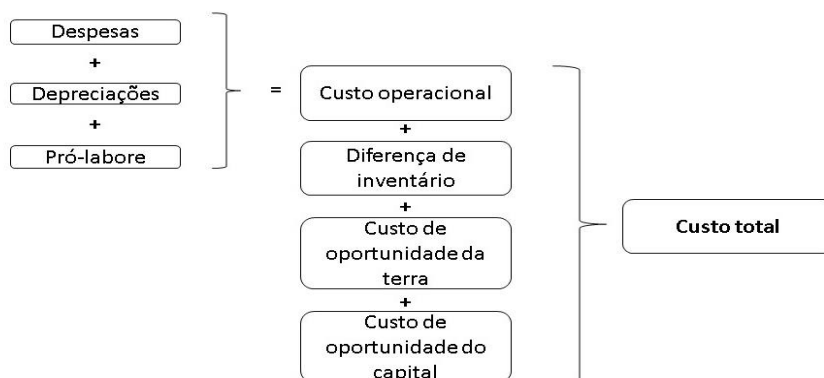 Despesas
+
Depreciações
+
Pró-labore
=
Custo operacional
+
Diferença de
inventário
+
Custo de
oportunidade da
terra
+
Custo de
oportunidade do
capital
Custo total